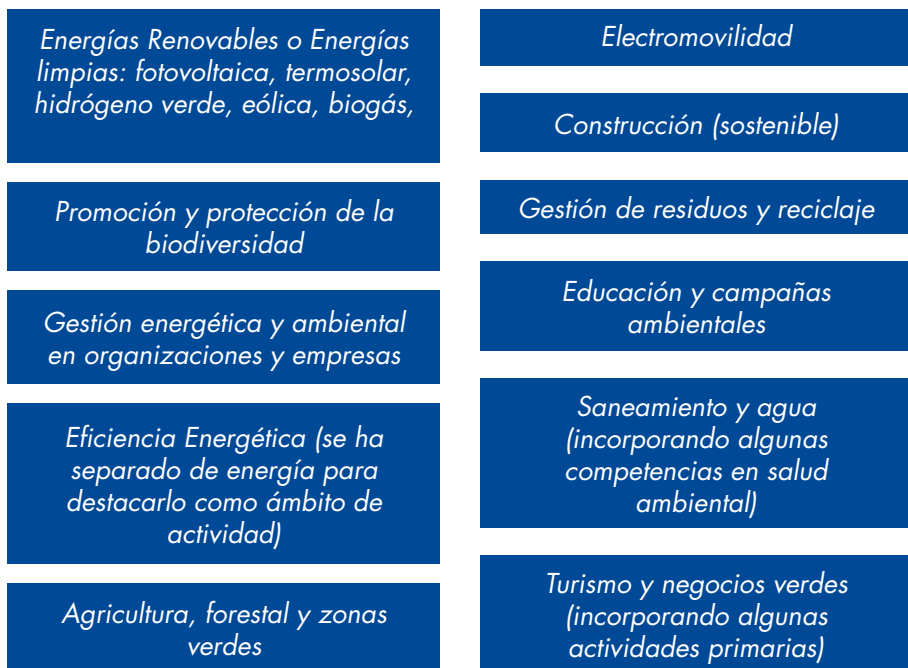 Energías Renovables o Energías
limpias: fotovoltaica, termosolar,
hidrógeno verde, eólica, biogás,
Promoción y protección de la
biodiversidad
Gestión energética y ambiental
en organizaciones y empresas
Eficiencia Energética (se ha
separado de energía para
destacarlo como ámbito de
actividad)
Agricultura, forestal y zonas
verdes
Electromovilidad
Construcción (sostenible)
Gestión de residuos y reciclaje
Educación y campañas
ambientales
Saneamiento y agua
(incorporando algunas
competencias en salud
ambiental)
Turismo y negocios verdes
(incorporando algunas
actividades primarias)